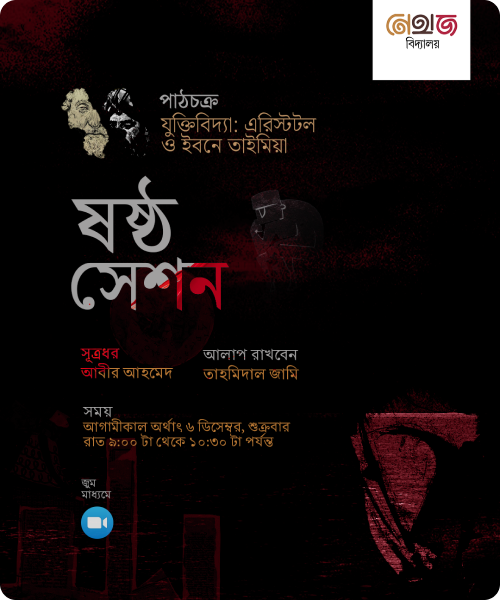 নেহাজ
বিদ্যালয়
পাঠচক্র
যুক্তিবিদ্যা: এরিস্টটল
ও ইবনে তাইমিয়া
ষষ্ঠ
সেশন
সূত্রধর
আবীর আহমেদ
আলাপ রাখবেন
তাহমিদাল জামি
সময়
আগামীকাল অর্থাৎ ৬ ডিসেম্বর, শুক্রবার
রাত ৯:০০ টা থেকে ১০:৩০ টা পর্যন্ত
জুম
মাধ্যমে